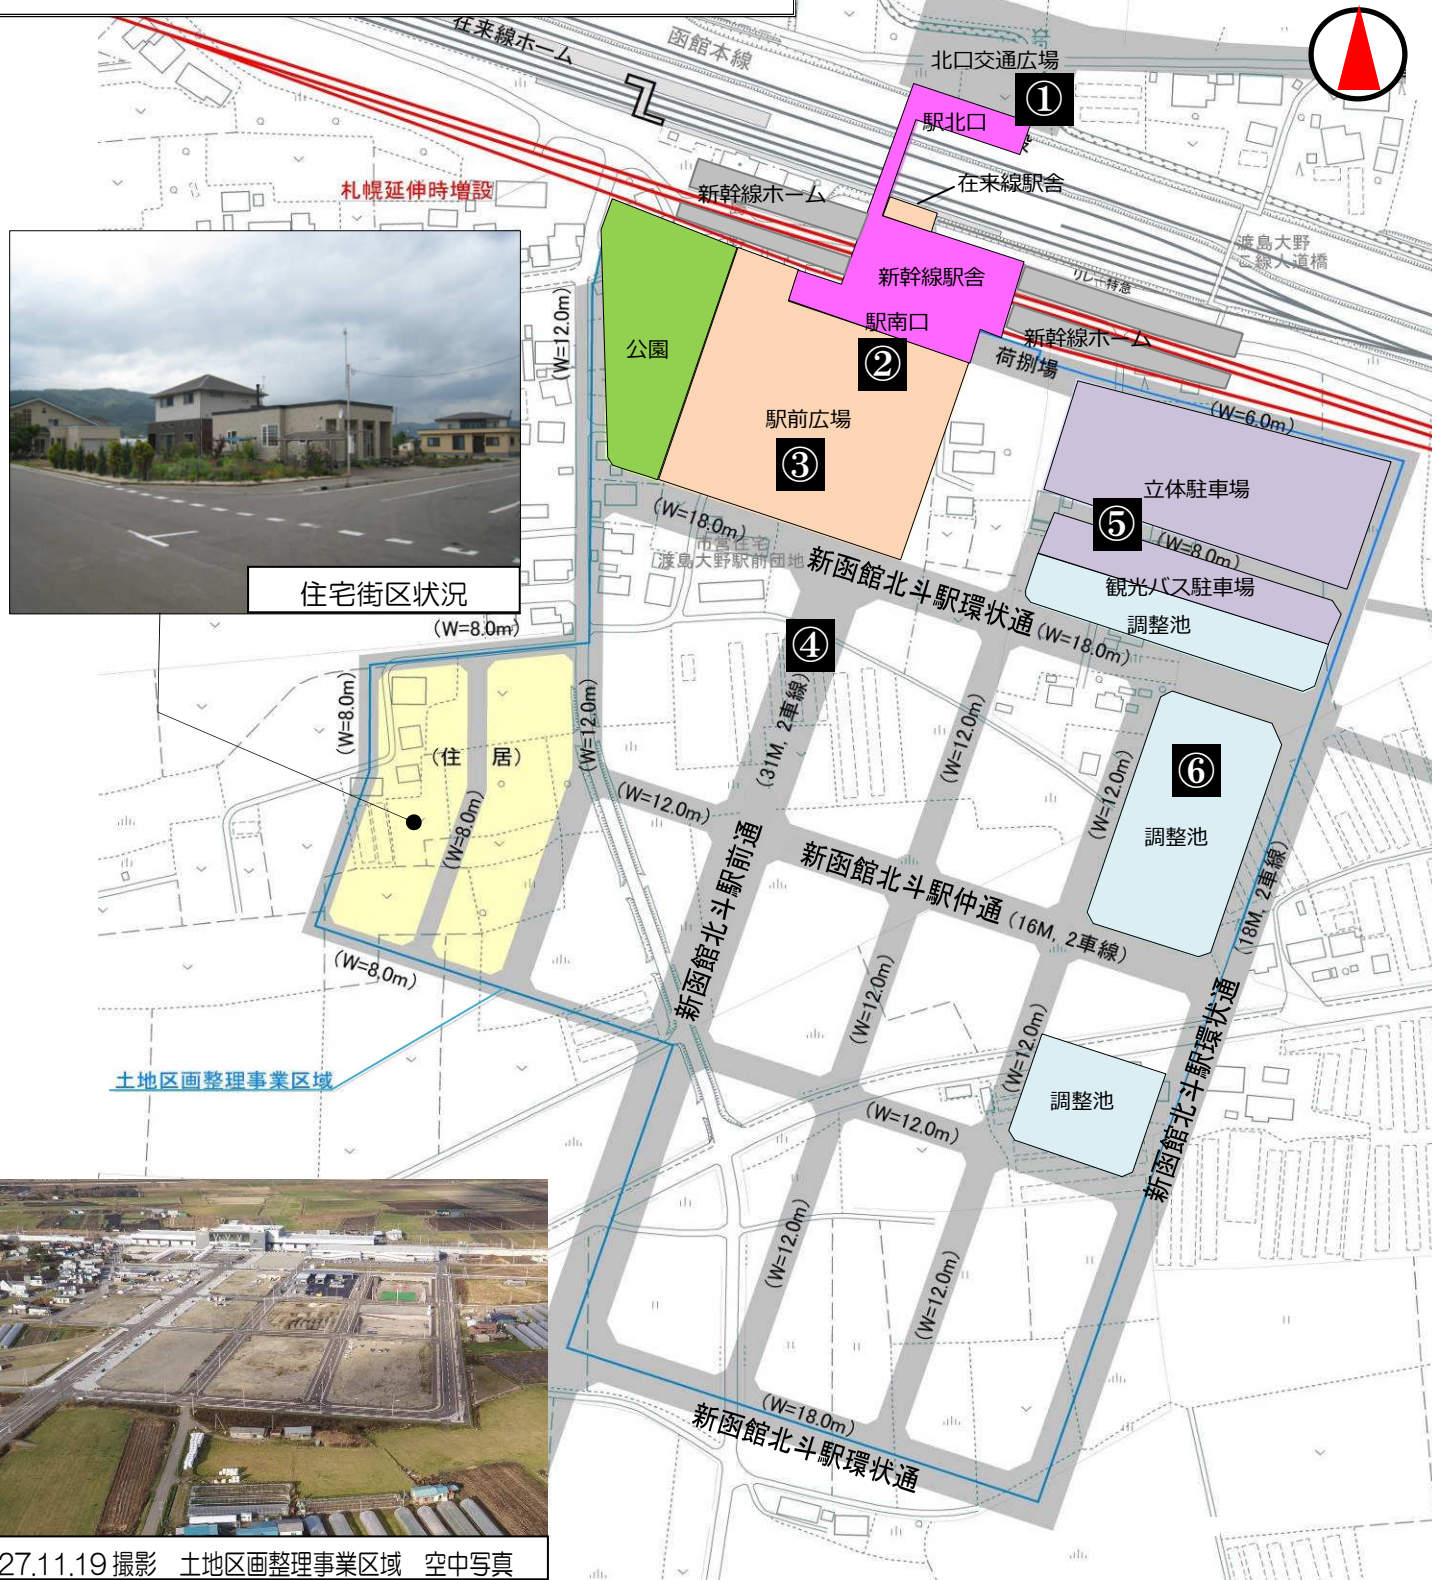 在来線ホーム
函館本線
北口交通広場
①
駅北口
在来線駅舎
新幹線ホーム
札幌延伸時増設
渡島大野
こ線人道橋
リレー特急
新幹線駅舎
駅南口
②
新幹線ホーム
荷捌場
(W=12.0m)
公園
駅前広場
③
(W=6.0m)
立体駐車場
⑤
(W=8.0m)
観光バス駐車場
調整池
(W=18.0m)
市営住宅
渡島大野駅前団地
新函館北斗駅環状通
(W=18.0m)
住宅街区状況
(W=8.0m)
④
(W=8.0m)
(住 居)
(W=12.0m)
(31M, 2車線)
(W=12.0m)
(W=12.0m)
⑥
調整池
(W=8.0m)
(W=12.0m)
新函館北斗駅前通
新函館北斗駅仲通
(16M, 2車線)
(18M, 2車線)
(W=8.0m)
(W=12.0m)
(W=12.0m)
新函館北斗駅環状通
土地区画整理事業区域
調整池
(W=12.0m)
(W=12.0m)
(W=12.0m)
(W=18.0m)
新函館北斗駅環状通
27.11.19撮影 土地区画整理事業区域 空中写真